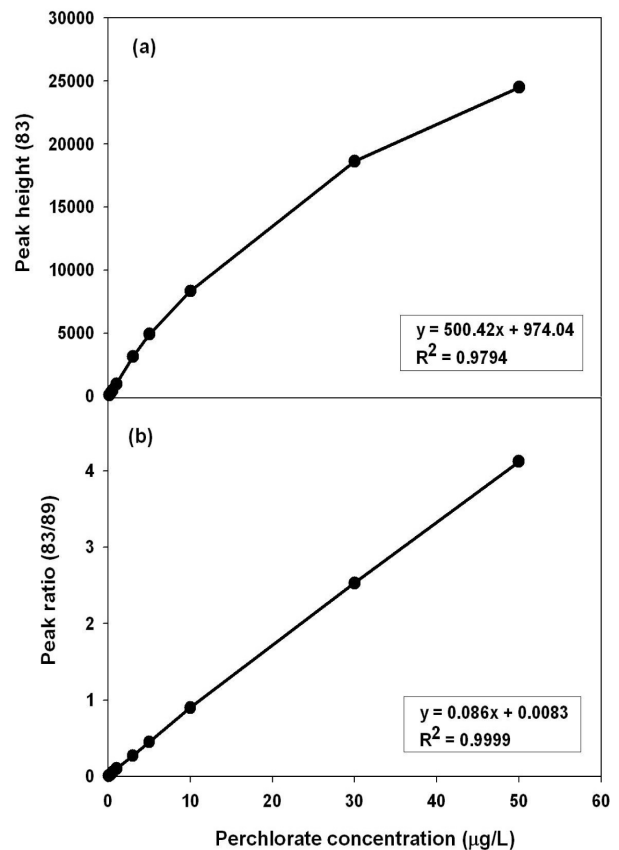 (a)
30000
25000
20000
15000
10000
5000
0
Peak height (83)
y = 500.42x + 974.04
R² = 0.9794
(b)
4
3
2
1
0
Peak ratio (83/89)
y = 0.086x + 0.0083
R² = 0.9999
0 10 20 30 40 50 60
Perchlorate concentration (μg/L)